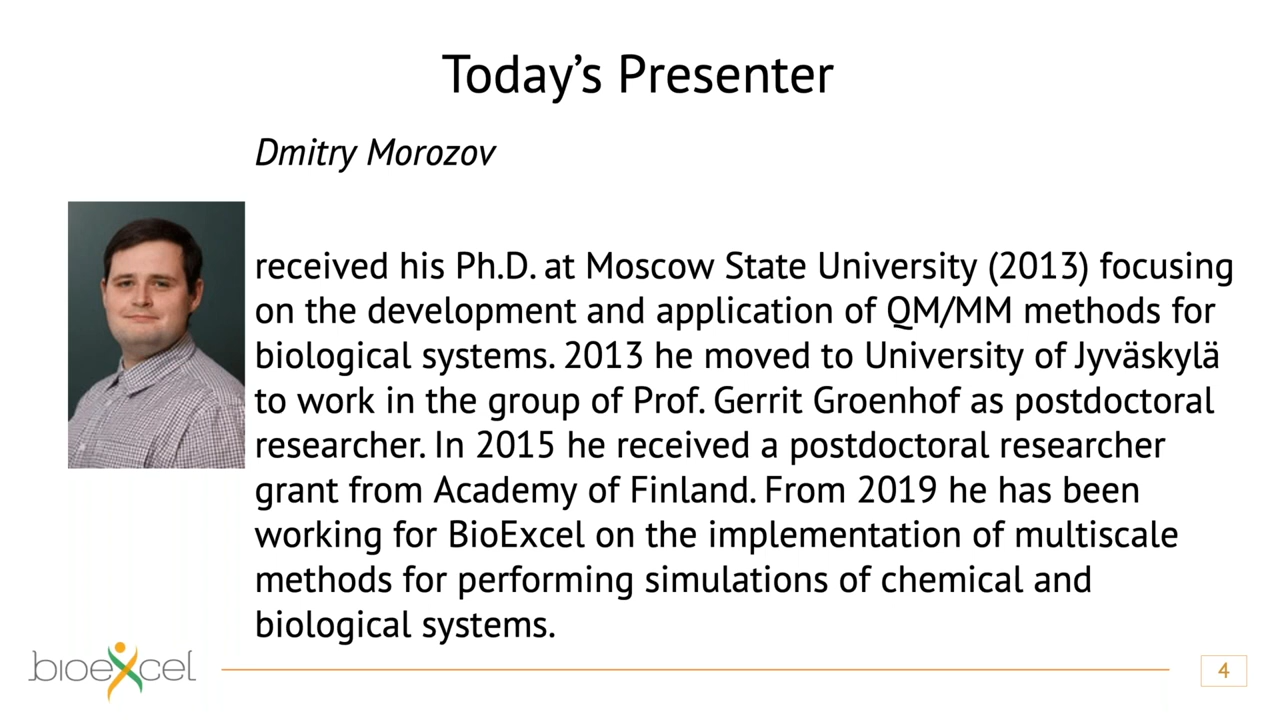 Today’s Presenter
Dmitry Morozov
received his Ph.D. at Moscow State University (2013) focusing
on the development and application of QM/MM methods for
biological systems. 2013 he moved to University of Jyväskylä
to work in the group of Prof. Gerrit Groenhof as postdoctoral
researcher. In 2015 he received a postdoctoral researcher
grant from Academy of Finland. From 2019 he has been
working for BioExcel on the implementation of multiscale
methods for performing simulations of chemical and
biological systems.
bioexcel
4